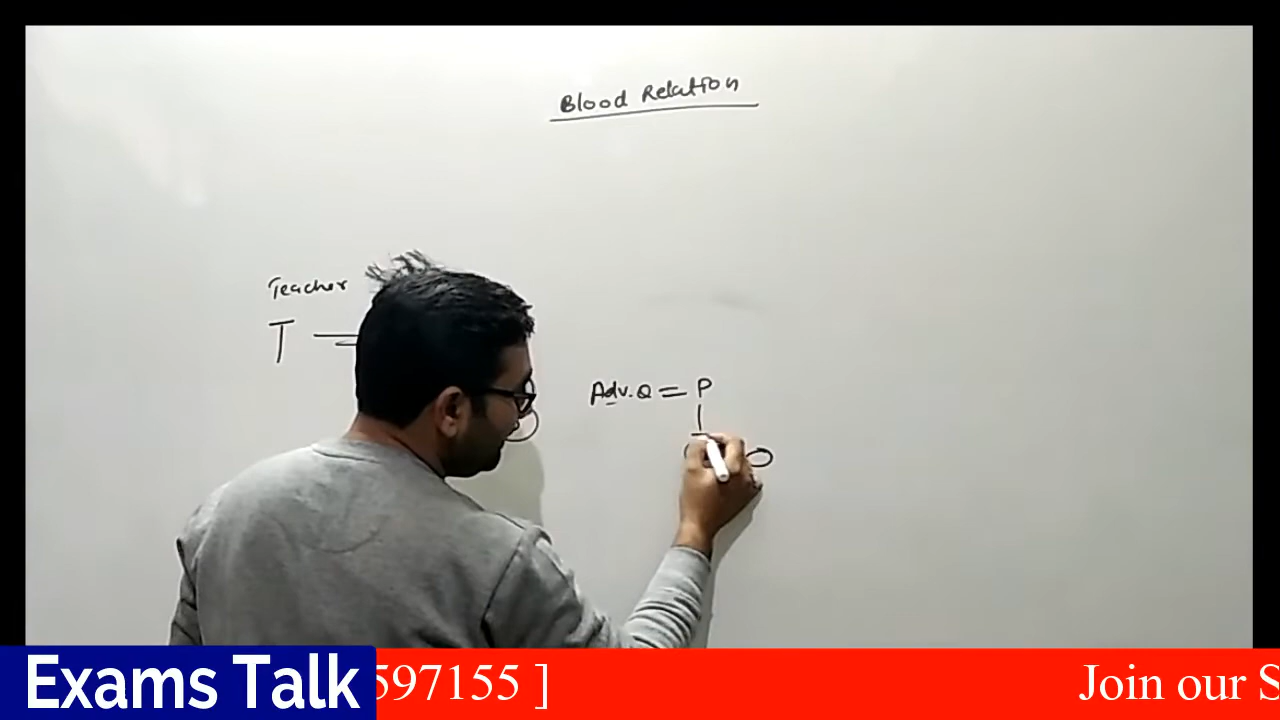 Blood Relation
Teacher
T
Adv. Q = P
Exams Talk
597155 ]
Join our S